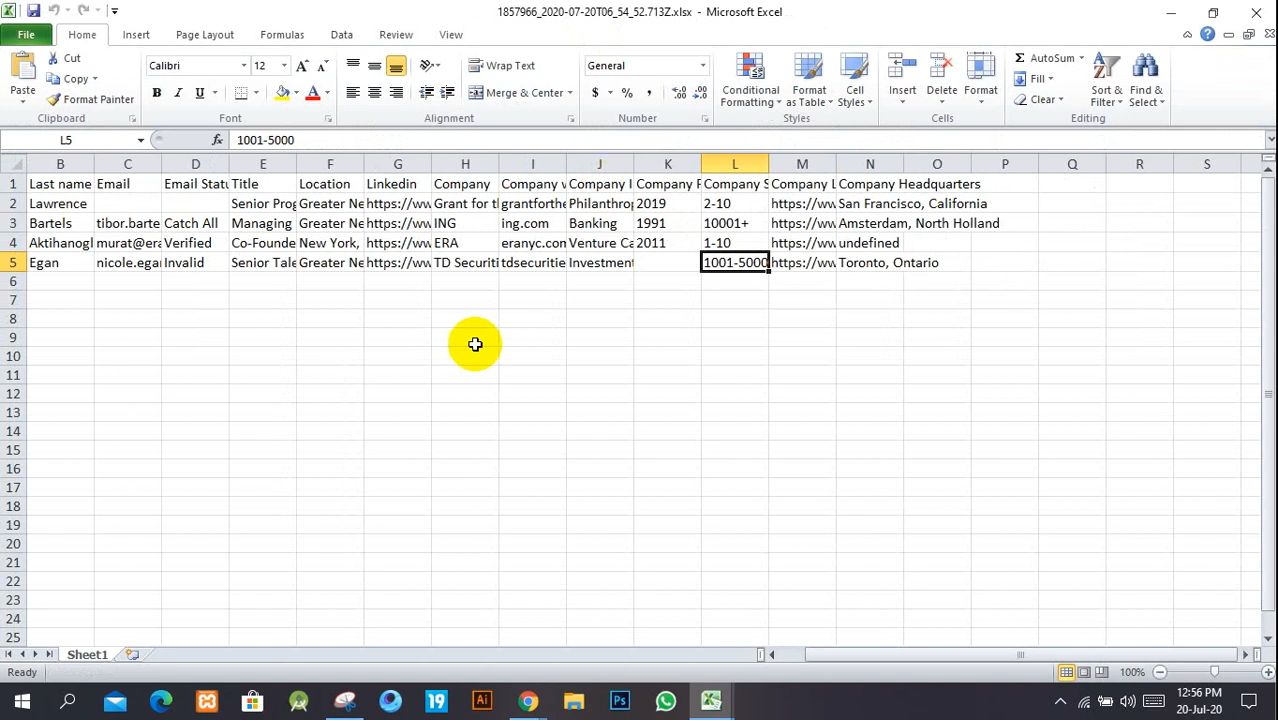 1857966_2020-07-20T06_54_52.713Z.xlsx - Microsoft Excel
File Home Insert Page Layout Formulas Data Review View
Paste
Cut
Copy
Format Painter
Clipboard
Calibri 12
B I U A
Font
Wrap Text
Merge & Center
Alignment
General
$ % ,
Number
Conditional Formatting
Format as Table
Cell Styles
Styles
Insert Delete Format
Cells
Σ AutoSum
Fill
Clear
Sort & Filter
Find & Select
Editing
L5 fx 1001-5000
B C D E F G H I J K L M N O P Q R S
1 Last name Email Email Statu Title Location Linkedin Company Company w Company I Company F Company S Company L Company Headquarters
2 Lawrence Senior Prog Greater Ne https://ww Grant for th grantforthe Philanthrop 2019 2-10 https://ww San Francisco, California
3 Bartels tibor.barte Catch All Managing Greater Ne https://ww ING ing.com Banking 1991 10001+ https://ww Amsterdam, North Holland
4 Aktihanogl murat@era Verified Co-Founde New York, https://ww ERA eranyc.com Venture Ca 2011 1-10 https://ww undefined
5 Egan nicole.egan Invalid Senior Tale Greater Ne https://ww TD Securiti tdsecuritie Investment 1001-5000 https://ww Toronto, Ontario
6
7
8
9
10
11
12
13
14
15
16
17
18
19
20
21
22
23
24
25
Sheet1
Ready 100%
19 Ai Ps
12:56 PM
20-Jul-20